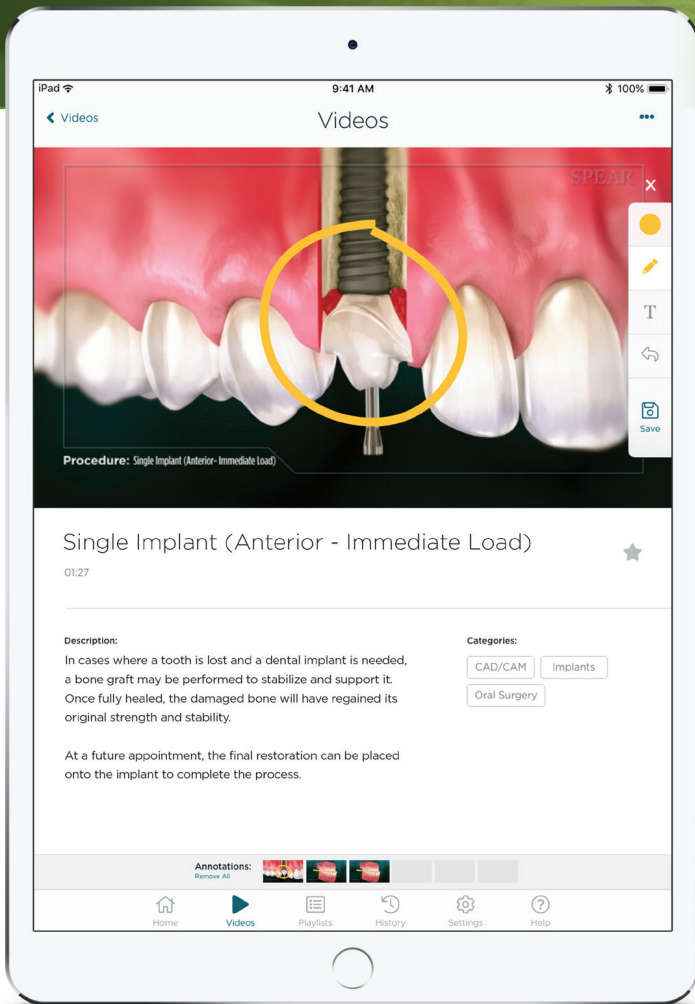 iPad
9:41 AM
100%
Videos
Videos
SPEAR
X
T
Save
Procedure: Single Implant (Anterior- Immediate Load)
Single Implant (Anterior - Immediate Load)
01:27
Description:
In cases where a tooth is lost and a dental implant is needed,
a bone graft may be performed to stabilize and support it.
Once fully healed, the damaged bone will have regained its
original strength and stability.
At a future appointment, the final restoration can be placed
onto the implant to complete the process.
Categories:
CAD/CAM
Implants
Oral Surgery
Annotations:
Remove All
Home
Videos
Playlists
History
Settings
Help